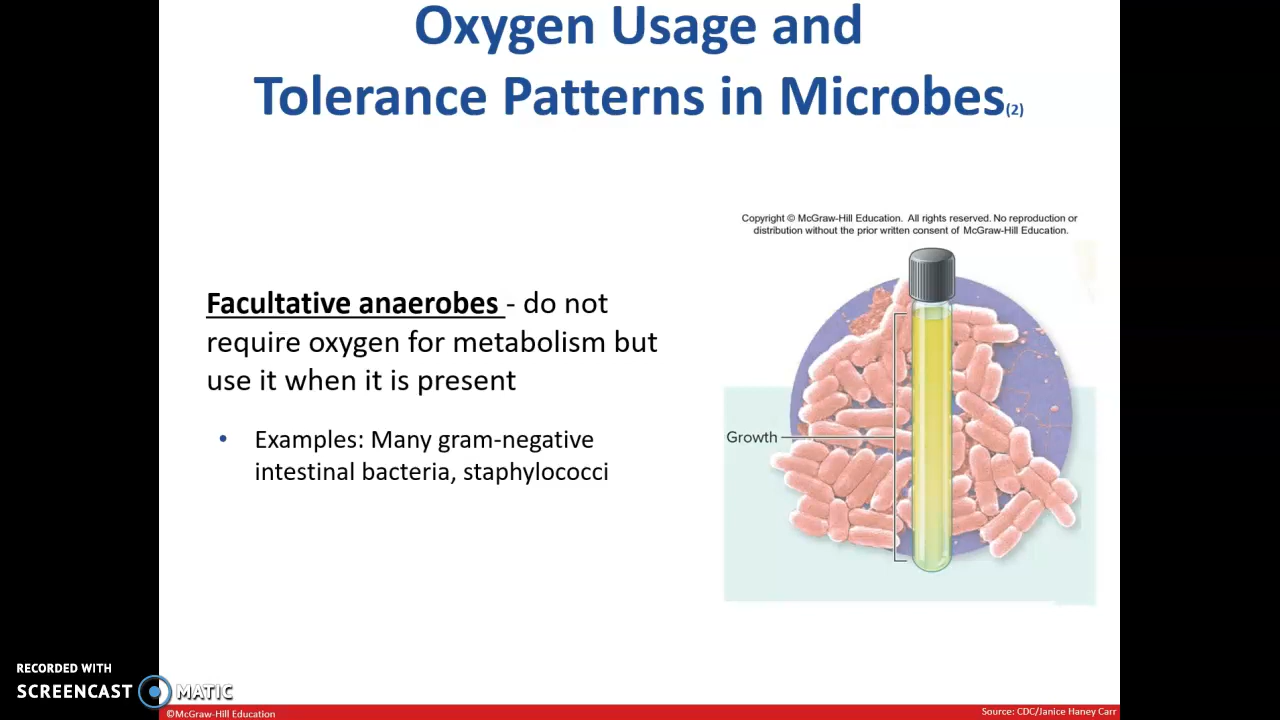 Oxygen Usage and
Tolerance Patterns in Microbes(2)
Copyright © McGraw-Hill Education. All rights reserved. No reproduction or
distribution without the prior written consent of McGraw-Hill Education.
Facultative anaerobes - do not
require oxygen for metabolism but
use it when it is present
• Examples: Many gram-negative
intestinal bacteria, staphylococci
Growth
RECORDED WITH
SCREENCAST MATIC
©McGraw-Hill Education
Source: CDC/Janice Haney Carr